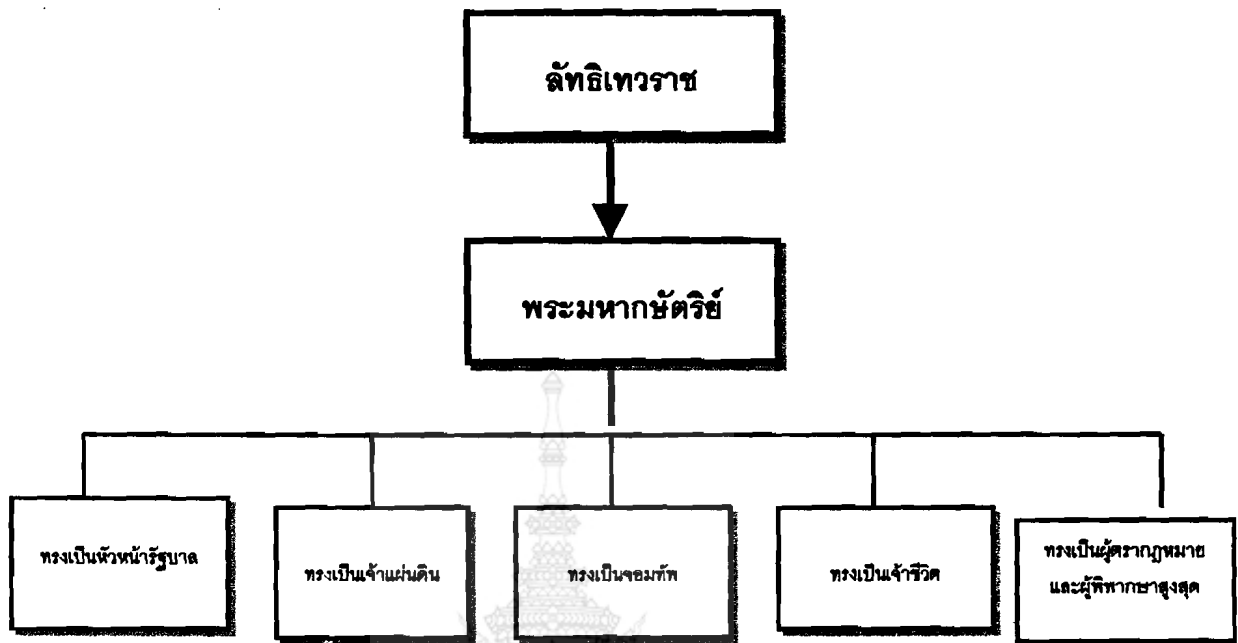 ลัทธิเทวราช
พระมหากษัตริย์
ทรงเป็นหัวหน้ารัฐบาล
ทรงเป็นเจ้าแผ่นดิน
ทรงเป็นจอมทัพ
ทรงเป็นเจ้าชีวิต
ทรงเป็นผู้ตรากฎหมาย
และผู้พิพากษาสูงสุด